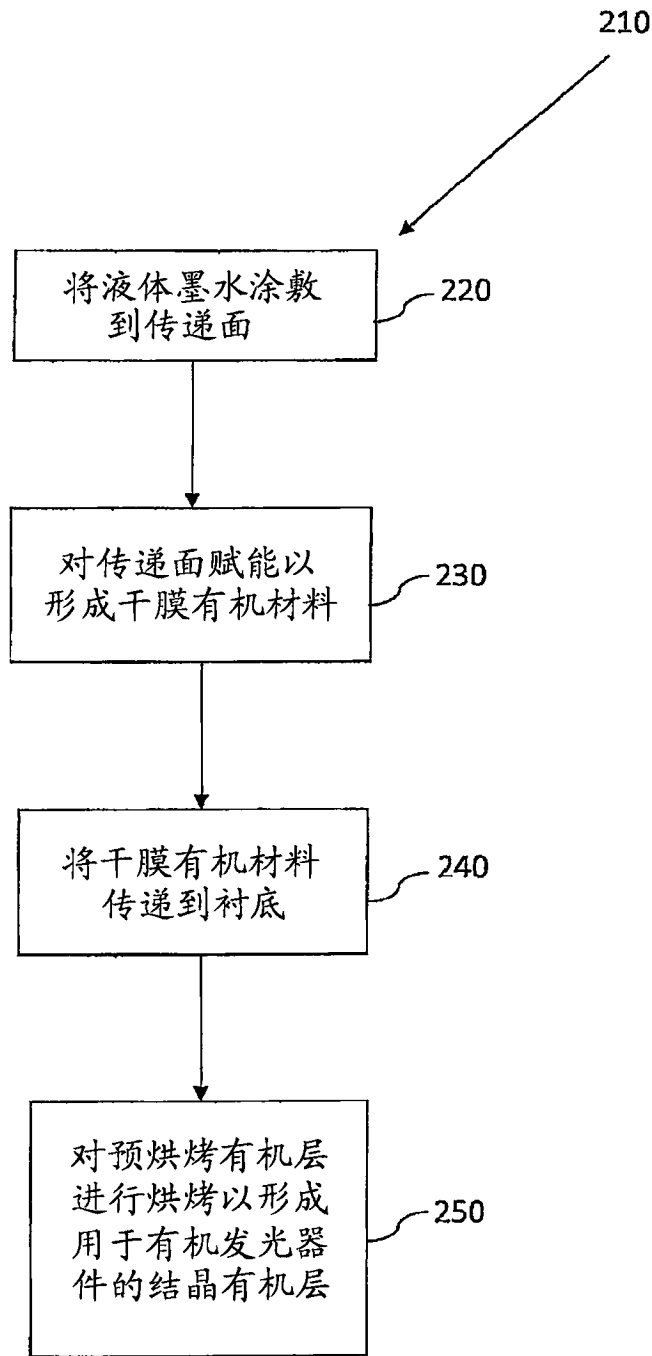 210
将液体墨水涂敷
到传递面
220
对传递面赋能以
形成干膜有机材料
230
将干膜有机材料
传递到衬底
240
对预烘烤有机层
进行烘烤以形成
用于有机发光器
件的结晶有机层
250